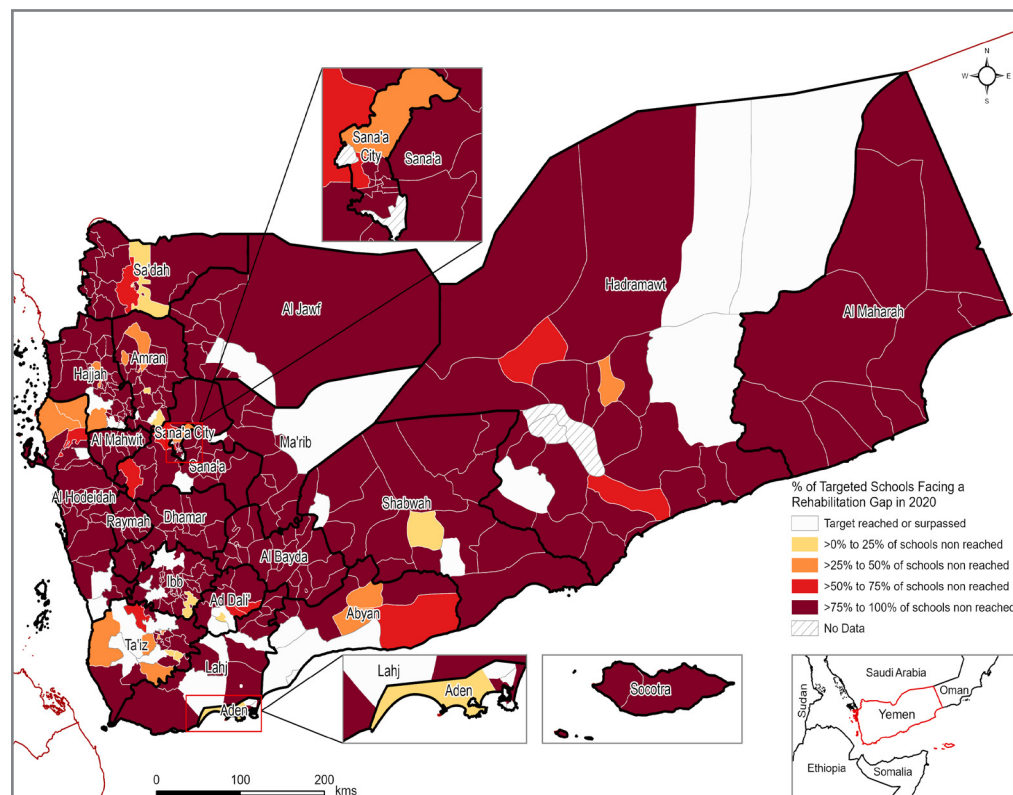 N
W E
S
Sana'a
City
Sana'a
Sa'dah
Al Jawf
Hadramawt
Al Maharah
Amran
Hajjah
Al Mahwit
Sana'a City
Sana'a
Ma'rib
Shabwah
Al Hodeidah
Raymah
Dhamar
Al Bayda
Ibb
Ad Dali'
Abyan
Ta'iz
Lahj
Aden
Lahj
Aden
Socotra
% of Targeted Schools Facing a
Rehabilitation Gap in 2020
Target reached or surpassed
>0% to 25% of schools non reached
>25% to 50% of schools non reached
>50% to 75% of schools non reached
>75% to 100% of schools non reached
No Data
Saudi Arabia
Sudan
Oman
Yemen
Ethiopia
Somalia
0 100 200
kms